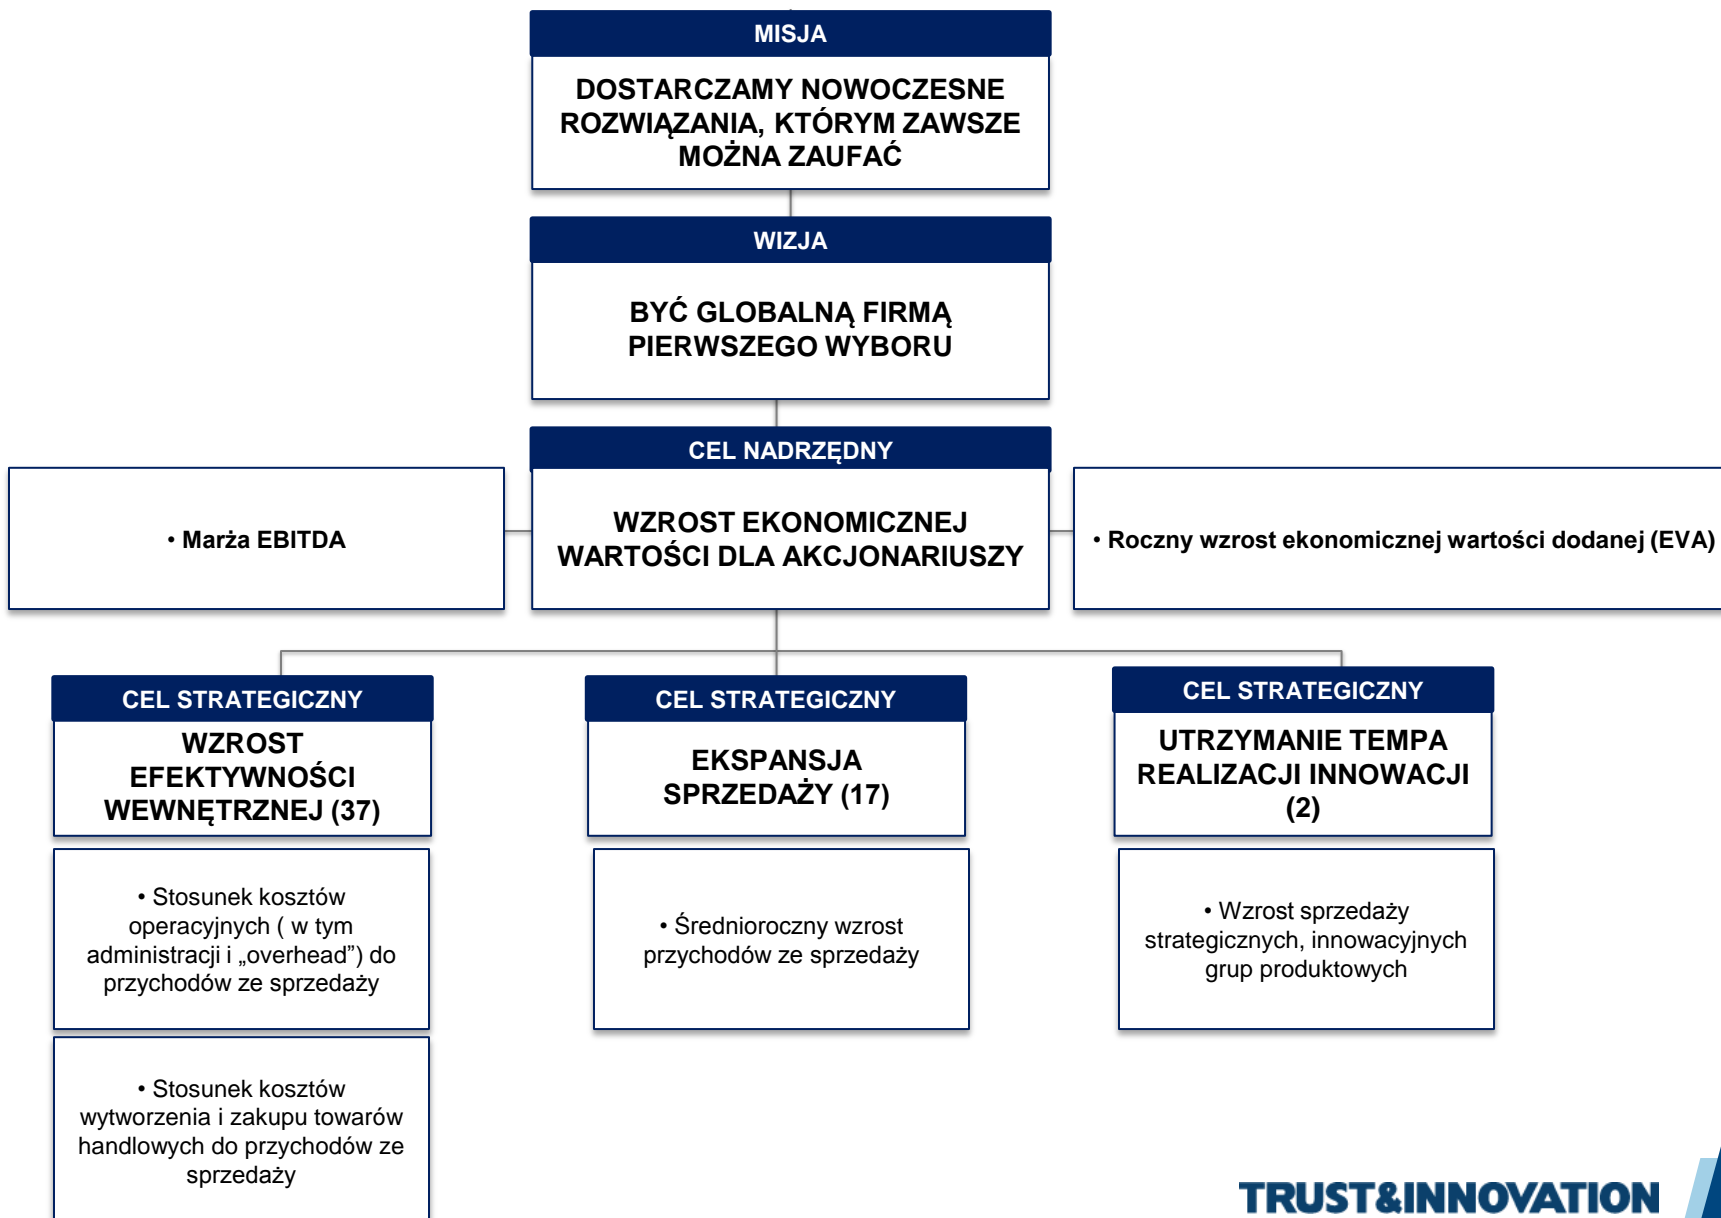 MISJA
DOSTARCZAMY NOWOCZESNE
ROZWIĄZANIA, KTÓRYM ZAWSZE
MOŻNA ZAUFAĆ
WIZJA
BYĆ GLOBALNĄ FIRMĄ
PIERWSZEGO WYBORU
CEL NADRZĘDNY
• Marża EBITDA
WZROST EKONOMICZNEJ
WARTOŚCI DLA AKCJONARIUSZY
• Roczny wzrost ekonomicznej wartości dodanej (EVA)
CEL STRATEGICZNY
WZROST
EFEKTYWNOŚCI
WEWNĘTRZNEJ (37)
• Stosunek kosztów
operacyjnych ( w tym
administracji i „overhead”) do
przychodów ze sprzedaży
• Stosunek kosztów
wytworzenia i zakupu towarów
handlowych do przychodów ze
sprzedaży
CEL STRATEGICZNY
EKSPANSJA
SPRZEDAŻY (17)
• Średnioroczny wzrost
przychodów ze sprzedaży
CEL STRATEGICZNY
UTRZYMANIE TEMPA
REALIZACJI INNOWACJI
(2)
• Wzrost sprzedaży
strategicznych, innowacyjnych
grup produktowych
TRUST&INNOVATION